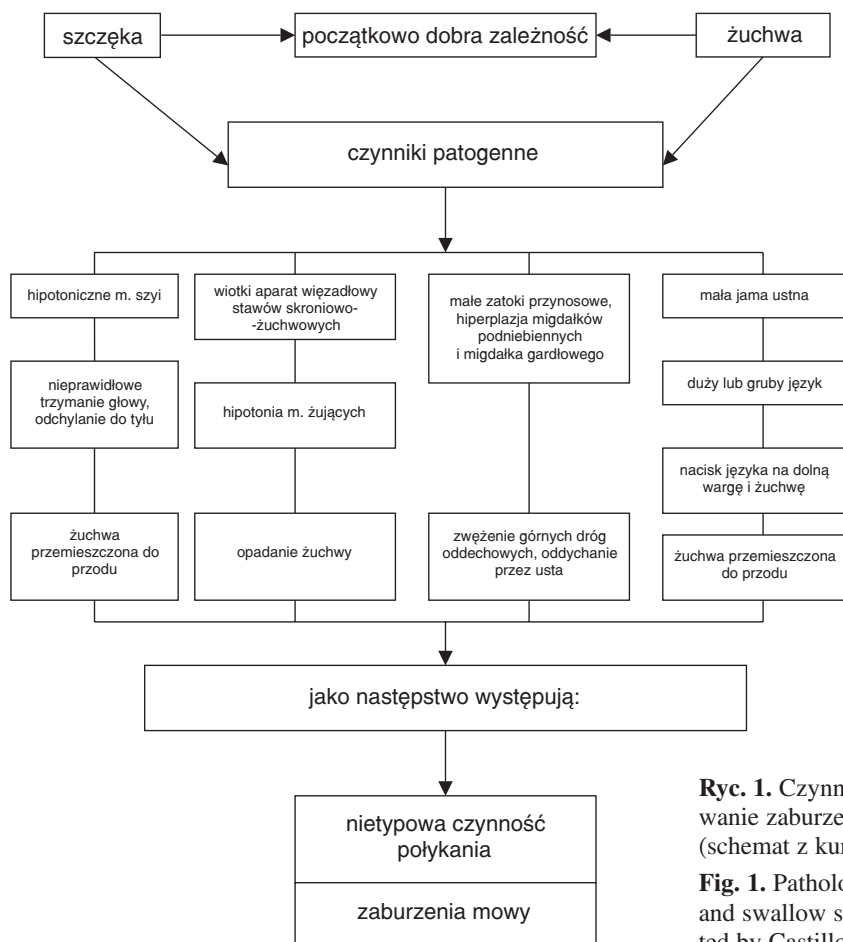 szczęka
początkowo dobra zależność
żuchwa
czynniki patogenne
hipotoniczne m. szyi
wiotki aparat więzadłowy
stawów skroniowo-
-żuchwowych
małe zatoki przynosowe,
hiperplazja migdałków
podniebiennych
i migdałka gardłowego
mała jama ustna
nieprawidłowe
trzymanie głowy,
odchylanie do tyłu
hipotonia m. żujących
duży lub gruby język
nacisk języka na dolną
wargę i żuchwę
żuchwa
przemieszczona do
przodu
opadanie żuchwy
zwężenie górnych dróg
oddechowych, oddychanie
przez usta
żuchwa przemieszczona
do przodu
jako następstwo występują:
nietypowa czynność
połykania
zaburzenia mowy
Ryc. 1. Czynn
wanie zaburze
(schemat z kur
Fig. 1. Patholo
and swallow s
ted by Castillo